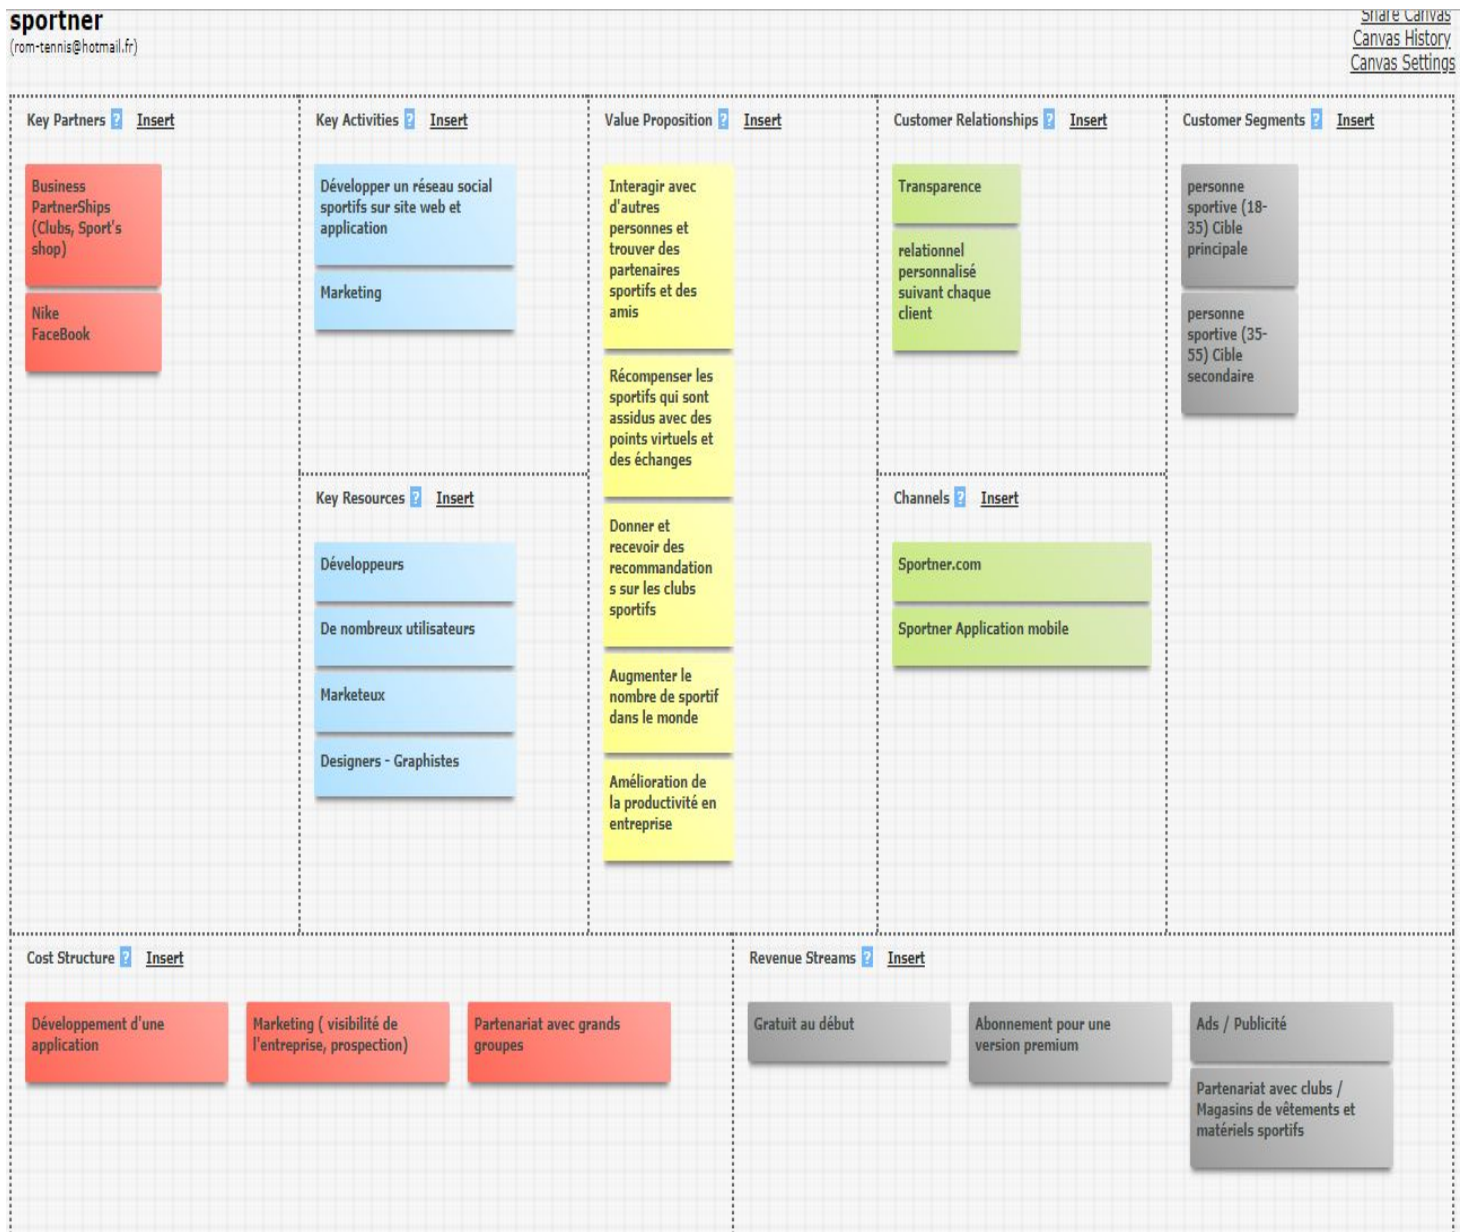 sportner
(rom-tennis@hotmail.fr)
Share Canvas
Canvas History
Canvas Settings
Key Partners ? Insert
Business
PartnerShips
(Clubs, Sport's
shop)
Nike
FaceBook
Key Activities ? Insert
Développer un réseau social
sportifs sur site web et
application
Marketing
Key Resources ? Insert
Développeurs
De nombreux utilisateurs
Marketeux
Designers - Graphistes
Value Proposition ? Insert
Interagir avec
d'autres
personnes et
trouver des
partenaires
sportifs et des
amis
Récompenser les
sportifs qui sont
assidus avec des
points virtuels et
des échanges
Donner et
recevoir des
recommandation
s sur les clubs
sportifs
Augmenter le
nombre de sportif
dans le monde
Amélioration de
la productivité en
entreprise
Customer Relationships ? Insert
Transparence
relationnel
personnalisé
suivant chaque
client
Channels ? Insert
Sportner.com
Sportner Application mobile
Customer Segments ? Insert
personne
sportive (18-
35) Cible
principale
personne
sportive (35-
55) Cible
secondaire
Cost Structure ? Insert
Développement d'une
application
Marketing ( visibilité de
l'entreprise, prospection)
Partenariat avec grands
groupes
Revenue Streams ? Insert
Gratuit au début
Abonnement pour une
version premium
Ads / Publicité
Partenariat avec clubs /
Magasins de vêtements et
matériels sportifs